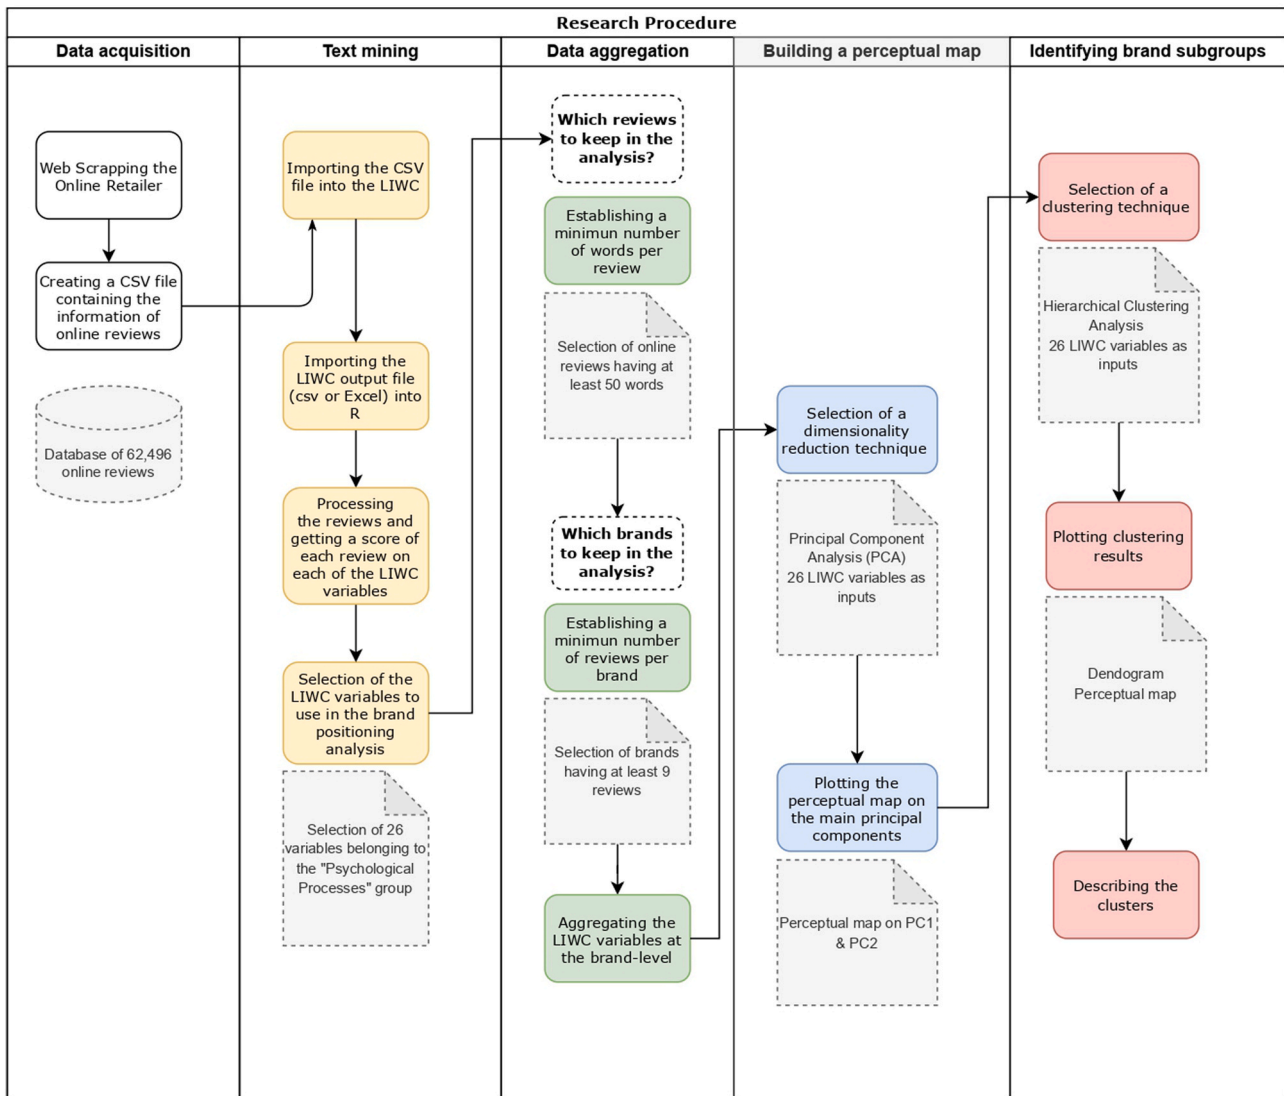 Research Procedure
Data acquisition
Text mining
Data aggregation
Building a perceptual map
Identifying brand subgroups
Web Scrapping the
Online Retailer
Creating a CSV file
containing the
information of
online reviews
Database of 62,496
online reviews
Importing the CSV
file into the LIWC
Importing the
LIWC output file
(csv or Excel) into
R
Processing
the reviews and
getting a score of
each review on
each of the LIWC
variables
Selection of the
LIWC variables to
use in the brand
positioning
analysis
Selection of 26
variables belonging to
the "Psychological
Processes" group
Which reviews
to keep in the
analysis?
Establishing a
minimun number
of words per
review
Selection of online
reviews having at
least 50 words
Which brands
to keep in the
analysis?
Establishing a
minimun number
of reviews per
brand
Selection of brands
having at least 9
reviews
Aggregating the
LIWC variables at
the brand-level
Selection of a
dimensionality
reduction technique
Principal Component
Analysis (PCA)
26 LIWC variables as
inputs
Plotting the
perceptual map on
the main principal
components
Perceptual map on PC1
& PC2
Selection of a
clustering technique
Hierarchical Clustering
Analysis
26 LIWC variables as
inputs
Plotting clustering
results
Dendogram
Perceptual map
Describing the
clusters